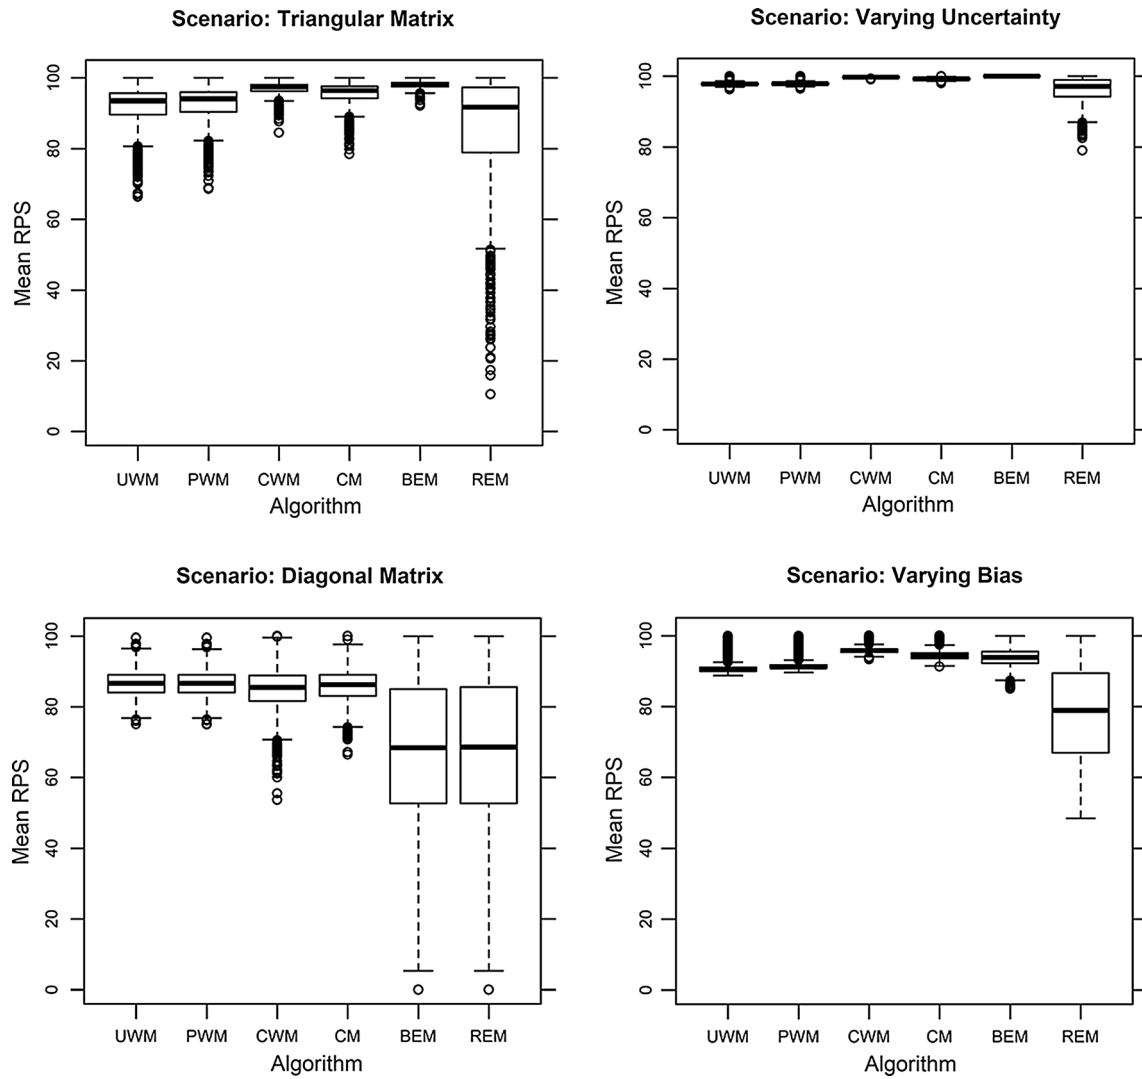 Scenario: Triangular Matrix
Mean RPS
100
80
60
40
20
0
UWM PWM CWM CM BEM REM
Algorithm
Scenario: Varying Uncertainty
Mean RPS
100
80
60
40
20
0
UWM PWM CWM CM BEM REM
Algorithm
Scenario: Diagonal Matrix
Mean RPS
100
80
60
40
20
0
UWM PWM CWM CM BEM REM
Algorithm
Scenario: Varying Bias
Mean RPS
100
80
60
40
20
0
UWM PWM CWM CM BEM REM
Algorithm